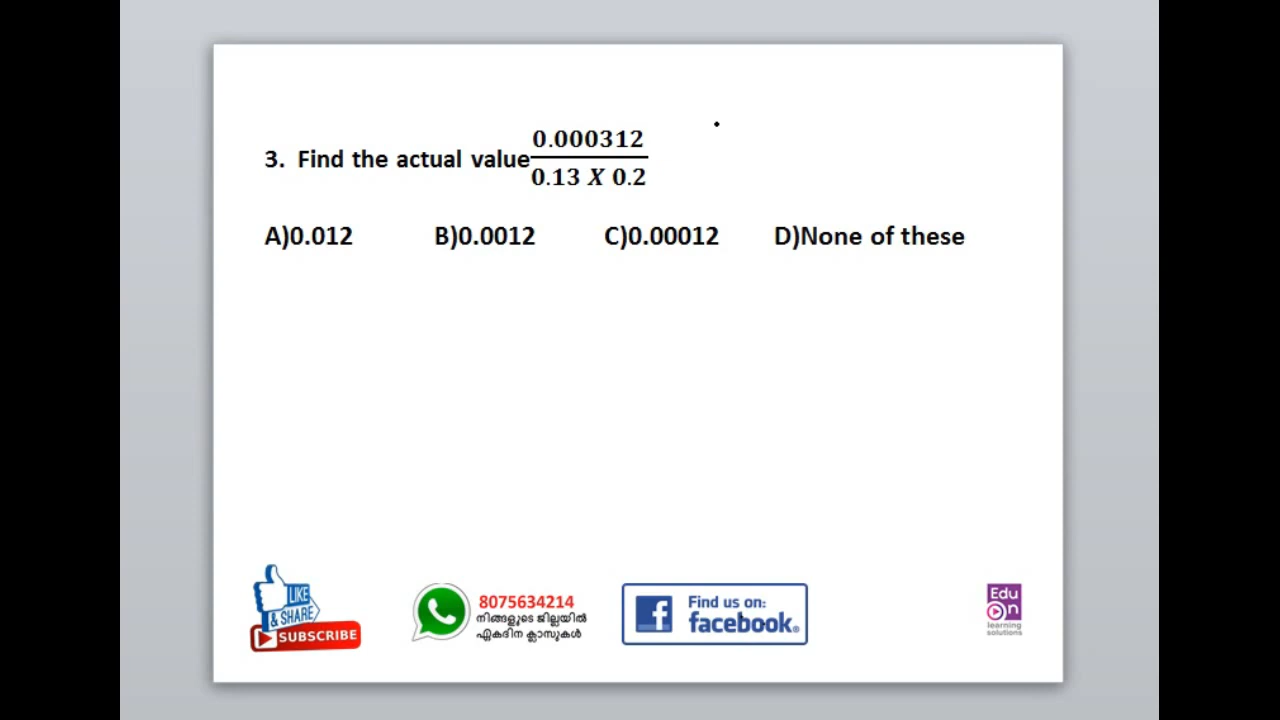 3. Find the actual value 0.000312
0.13 X 0.2
A)0.012 B)0.0012 C)0.00012 D)None of these
LIKE
& SHARE
SUBSCRIBE
8075634214
നിങ്ങളുടെ ജില്ലയിൽ
ഏകദിന ക്ലാസുകൾ
Find us on:
facebook®
Edu
On
learning
solutions